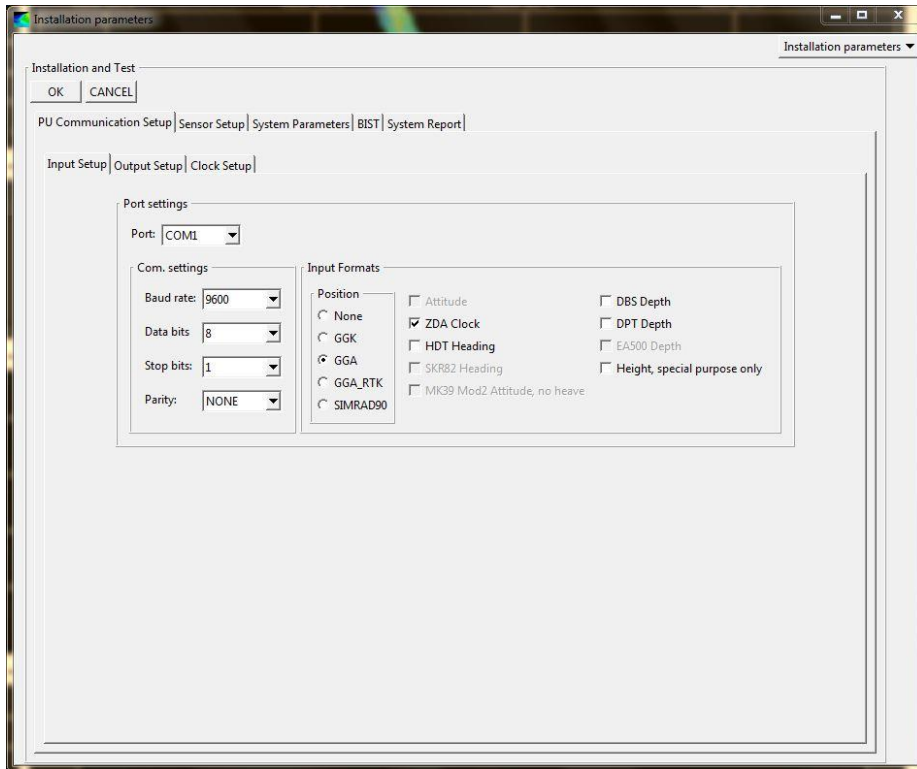 Installation parameters
Installation parameters
Installation and Test
OK CANCEL
PU Communication Setup Sensor Setup System Parameters BIST System Report
Input Setup Output Setup Clock Setup
Port settings
Port: COM1
Com. settings
Baud rate: 9600
Data bits 8
Stop bits: 1
Parity: NONE
Input Formats
Position
None
GGK
GGA
GGA_RTK
SIMRAD90
Attitude
ZDA Clock
HDT Heading
SKR82 Heading
MK39 Mod2 Attitude, no heave
DBS Depth
DPT Depth
EA500 Depth
Height, special purpose only